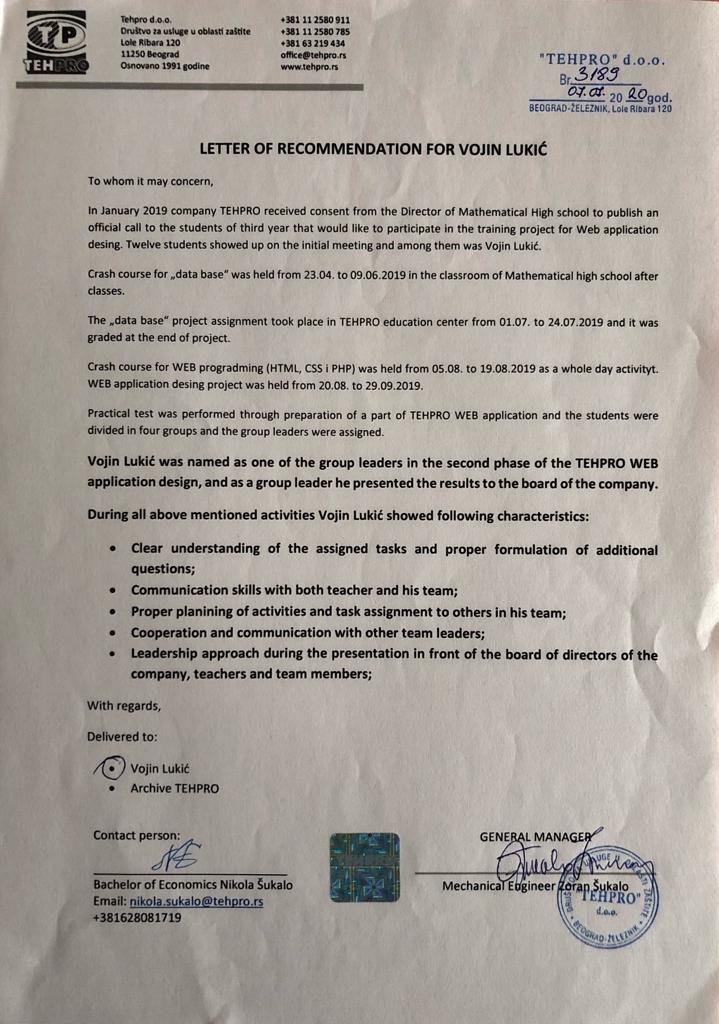 TP
TEHPRO
Tehpro d.o.o.
Društvo za usluge u oblasti zaštite
Lole Ribara 120
11250 Beograd
Osnovano 1991 godine
+381 11 2580 911
+381 11 2580 785
+381 63 219 434
office@tehpro.rs
www.tehpro.rs
"TEHPRO" d.o.o.
Br. 3189
07.07. 2020 god.
BEOGRAD-ŽELEZNIK, Lole Ribara 120
LETTER OF RECOMMENDATION FOR VOJIN LUKIĆ
To whom it may concern,
In January 2019 company TEHPRO received consent from the Director of Mathematical High school to publish an
official call to the students of third year that would like to participate in the training project for Web application
desing. Twelve students showed up on the initial meeting and among them was Vojin Lukić.
Crash course for „data base" was held from 23.04. to 09.06.2019 in the classroom of Mathematical high school after
classes.
The „data base" project assignment took place in TEHPRO education center from 01.07. to 24.07.2019 and it was
graded at the end of project.
Crash course for WEB progradming (HTML, CSS i PHP) was held from 05.08. to 19.08.2019 as a whole day activityt.
WEB application desing project was held from 20.08. to 29.09.2019.
Practical test was performed through preparation of a part of TEHPRO WEB application and the students were
divided in four groups and the group leaders were assigned.
Vojin Lukić was named as one of the group leaders in the second phase of the TEHPRO WEB
application design, and as a group leader he presented the results to the board of the company.
During all above mentioned activities Vojin Lukić showed following characteristics:
• Clear understanding of the assigned tasks and proper formulation of additional
questions;
• Communication skills with both teacher and his team;
• Proper planining of activities and task assignment to others in his team;
• Cooperation and communication with other team leaders;
• Leadership approach during the presentation in front of the board of directors of the
company, teachers and team members;
With regards,
Delivered to:
• Vojin Lukić
• Archive TEHPRO
Contact person:
Bachelor of Economics Nikola Šukalo
Email: nikola.sukalo@tehpro.rs
+381628081719
GENERAL MANAGER
Mechanical Engineer Zoran Šukalo
"TEHPRO"
d.o.o.
BEOGRAD-ŽELEZNIK